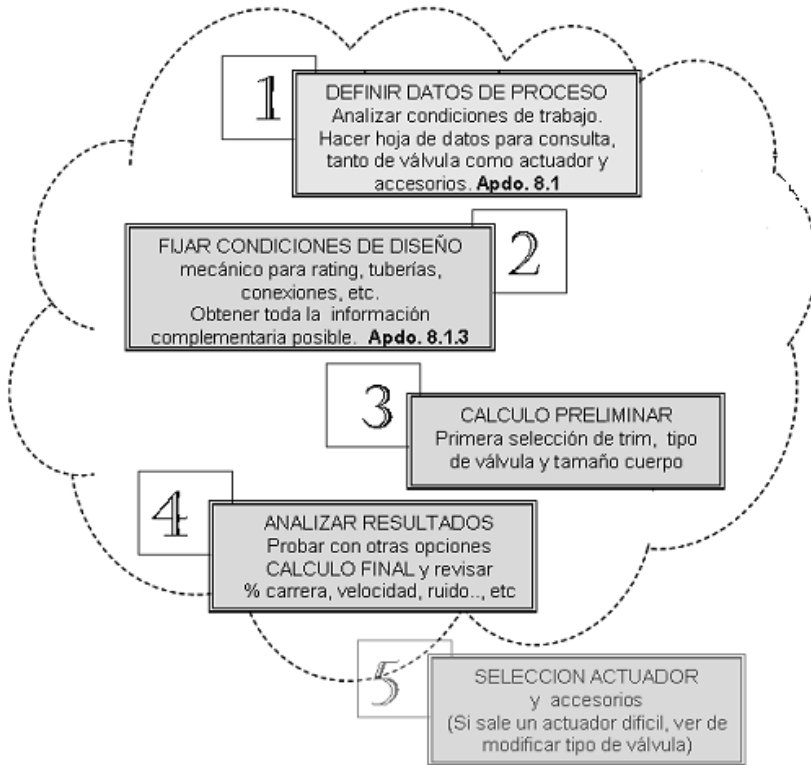 1
DEFINIR DATOS DE PROCESO
Analizar condiciones de trabajo.
Hacer hoja de datos para consulta,
tanto de válvula como actuador y
accesorios. Apdo. 8.1
2
FIJAR CONDICIONES DE DISEÑO
mecánico para rating, tuberías,
conexiones, etc.
Obtener toda la información
complementaria posible. Apdo. 8.1.3
3
CALCULO PRELIMINAR
Primera selección de trim, tipo
de válvula y tamaño cuerpo
4
ANALIZAR RESULTADOS
Probar con otras opciones
CALCULO FINAL y revisar
% carrera, velocidad, ruido.., etc
5
SELECCION ACTUADOR
y accesorios
(Si sale un actuador dificil, ver de
modificar tipo de válvula)